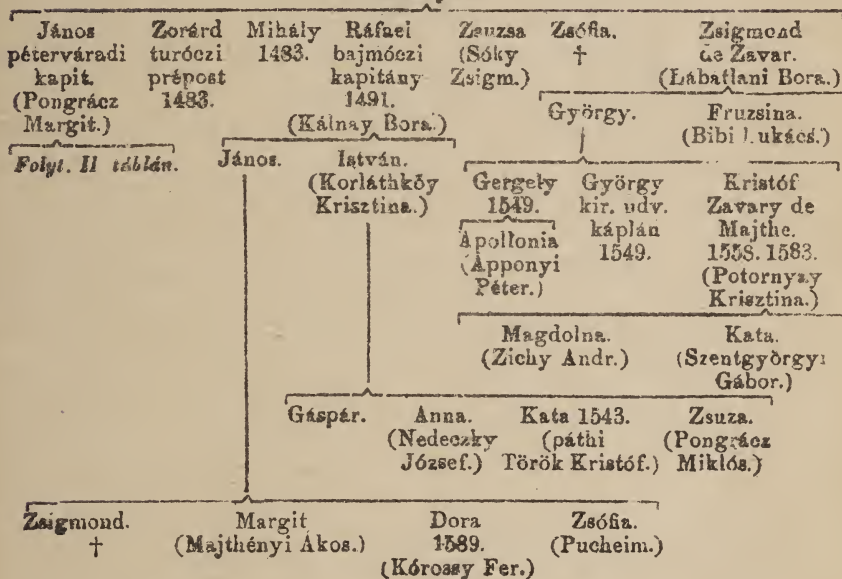 János Zorárd Mihály Ráfael Zsuzsa Zsófia. Zsigmond
péterváradi turóczi 1483. bajmóczi (Sóky † de Zavar.
kapit. prépost kapitány Zsigm.) (Lábatlani Bora.)
(Pongrácz 1483. 1491.
Margit.) (Kálnay Bora.) György. Fruzsina.
(Bibi Lukács.)
Folyt. II táblán. János. István.
(Korláthkőy Gergely György Kristóf
Krisztina.) 1549. kir. udv. Zavary de
Apollonia káplán Majthe.
(Apponyi 1549. 1558. 1583.
Péter.) (Potornyay
Krisztina.)
Magdolna. Kata.
(Zichy Andr.) (Szentgyörgyi
Gábor.)
Gáspár. Anna. Kata 1543. Zsuza.
(Nedeczky (páthi (Pongrácz
József.) Török Kristóf.) Miklós.)
Zsigmond. Margit Dora Zsófia.
† (Majthényi Ákos.) 1589. (Pucheim.)
(Kórossy Fer.)